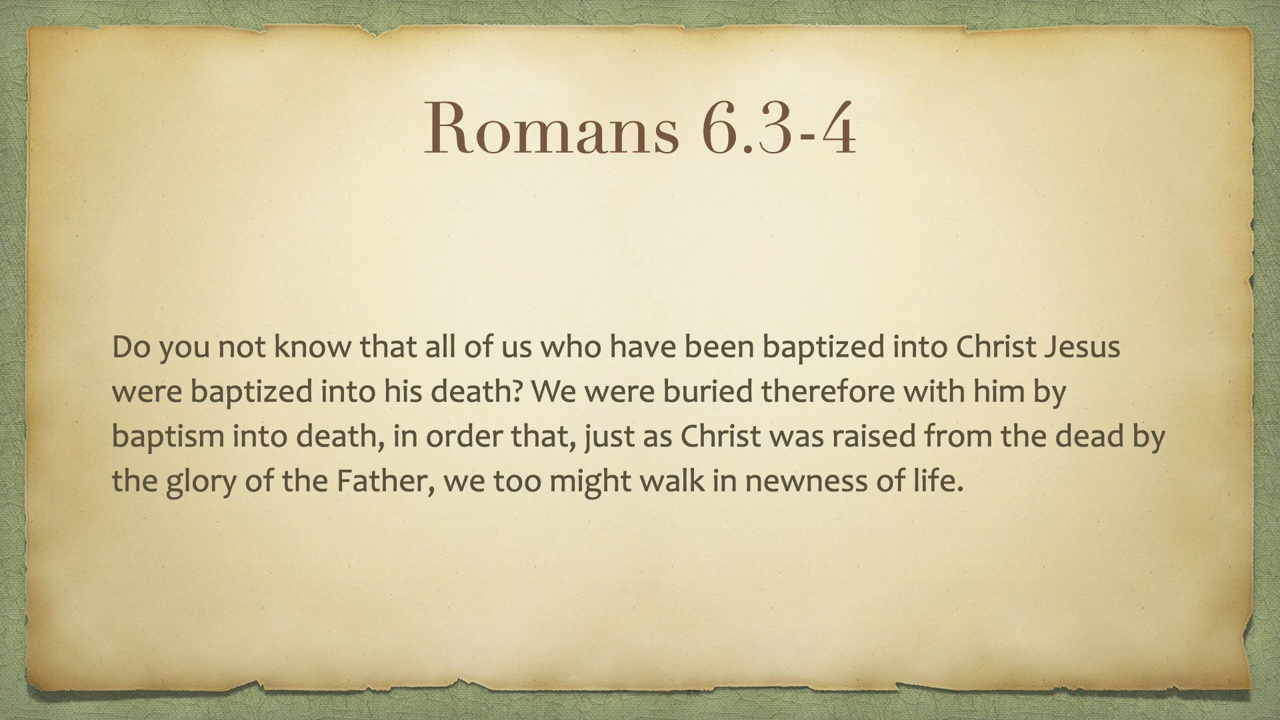 Romans 6.3-4
Do you not know that all of us who have been baptized into Christ Jesus
were baptized into his death? We were buried therefore with him by
baptism into death, in order that, just as Christ was raised from the dead by
the glory of the Father, we too might walk in newness of life.